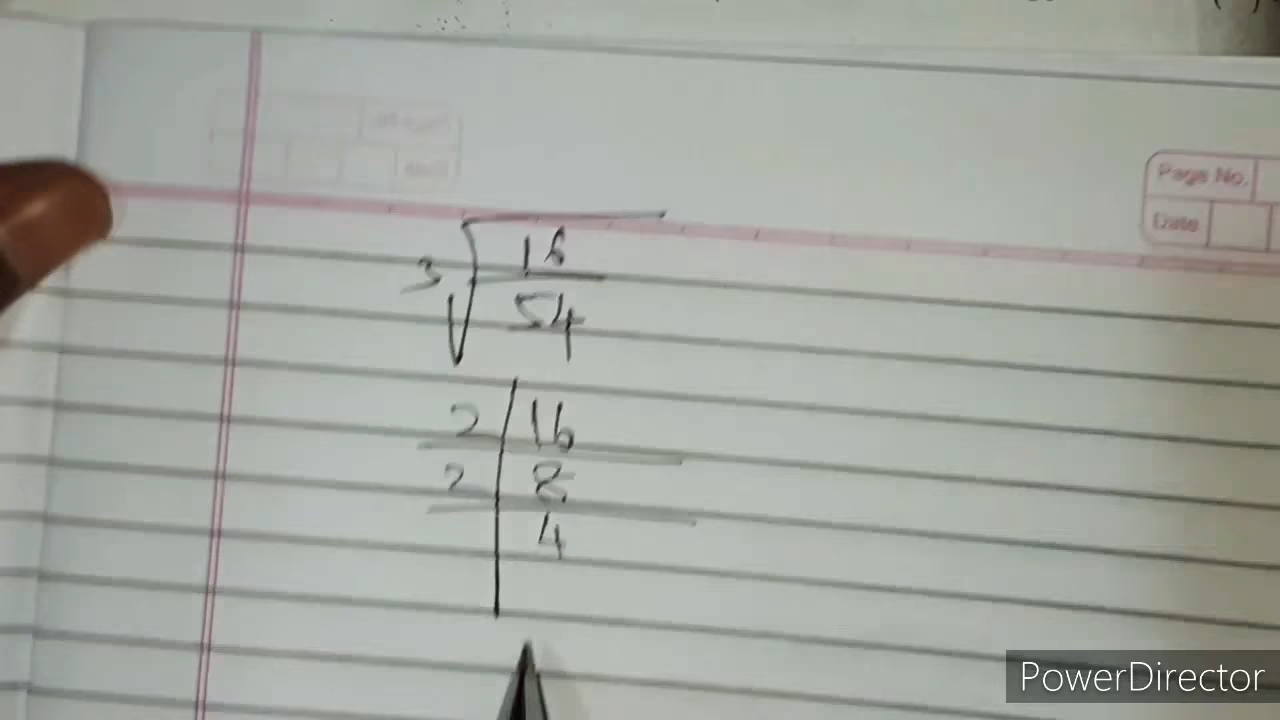 Page No.
Date
3√16/54
2 | 16
2 | 8
4
PowerDirector